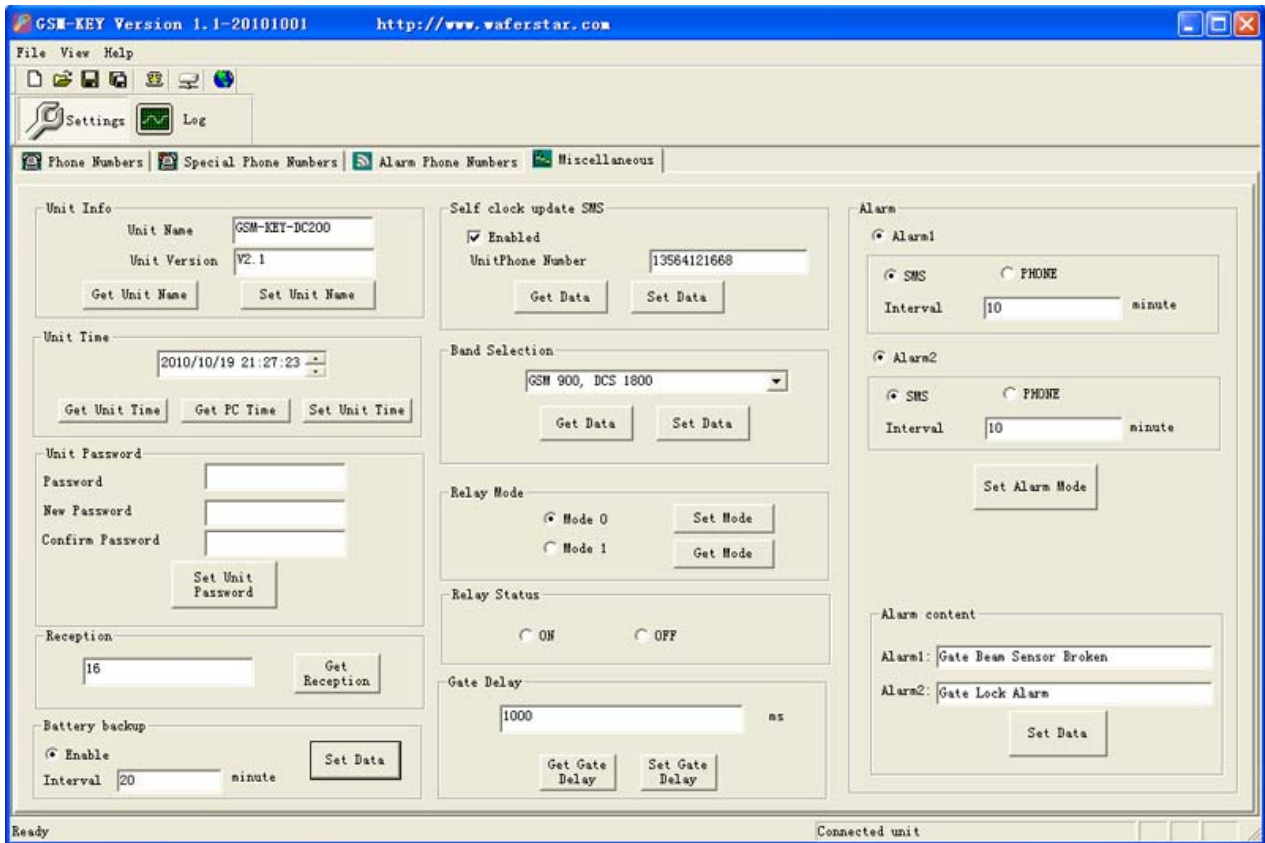 GSM-KEY Version 1.1-20101001 http://www.waferstar.com
File View Help
Settings Log
Phone Numbers Special Phone Numbers Alarm Phone Numbers Miscellaneous
Unit Info
Unit Name GSM-KEY-DC200
Unit Version V2.1
Get Unit Name Set Unit Name
Unit Time
2010/10/19 21:27:23
Get Unit Time Get PC Time Set Unit Time
Unit Password
Password
New Password
Confirm Password
Set Unit
Password
Reception
16
Get
Reception
Battery backup
Enable
Interval 20 minute
Set Data
Self clock update SMS
Enabled
UnitPhone Number 13564121668
Get Data Set Data
Band Selection
GSM 900, DCS 1800
Get Data Set Data
Relay Mode
Mode 0 Set Mode
Mode 1 Get Mode
Relay Status
ON OFF
Gate Delay
1000 ms
Get Gate
Delay
Set Gate
Delay
Alarm
Alarm1
SMS PHONE
Interval 10 minute
Alarm2
SMS PHONE
Interval 10 minute
Set Alarm Mode
Alarm content
Alarm1: Gate Beam Sensor Broken
Alarm2: Gate Lock Alarm
Set Data
Ready Connected unit